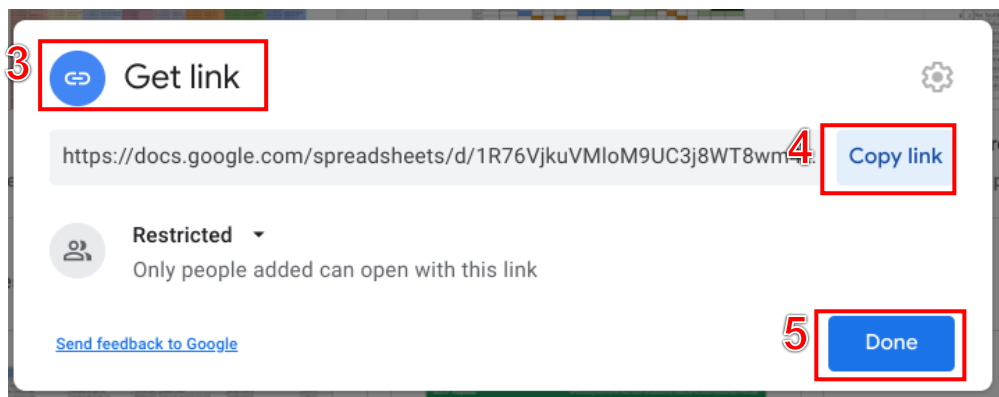 3
Get link
https://docs.google.com/spreadsheets/d/1R76VjkuVMloM9UC3j8WT8wm
4
Copy link
Restricted
Only people added can open with this link
Send feedback to Google
5
Done